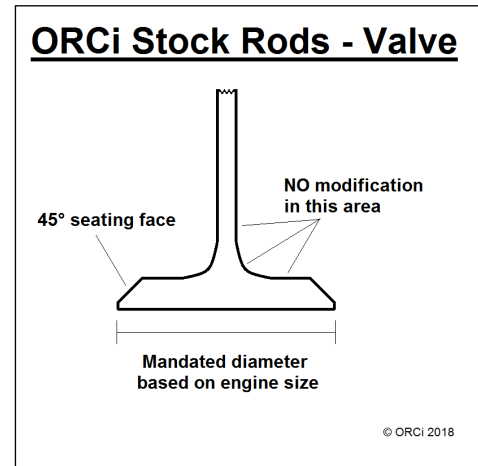 ORCi Stock Rods - Valve
NO modification
in this area
45° seating face
Mandated diameter
based on engine size
© ORCi 2018